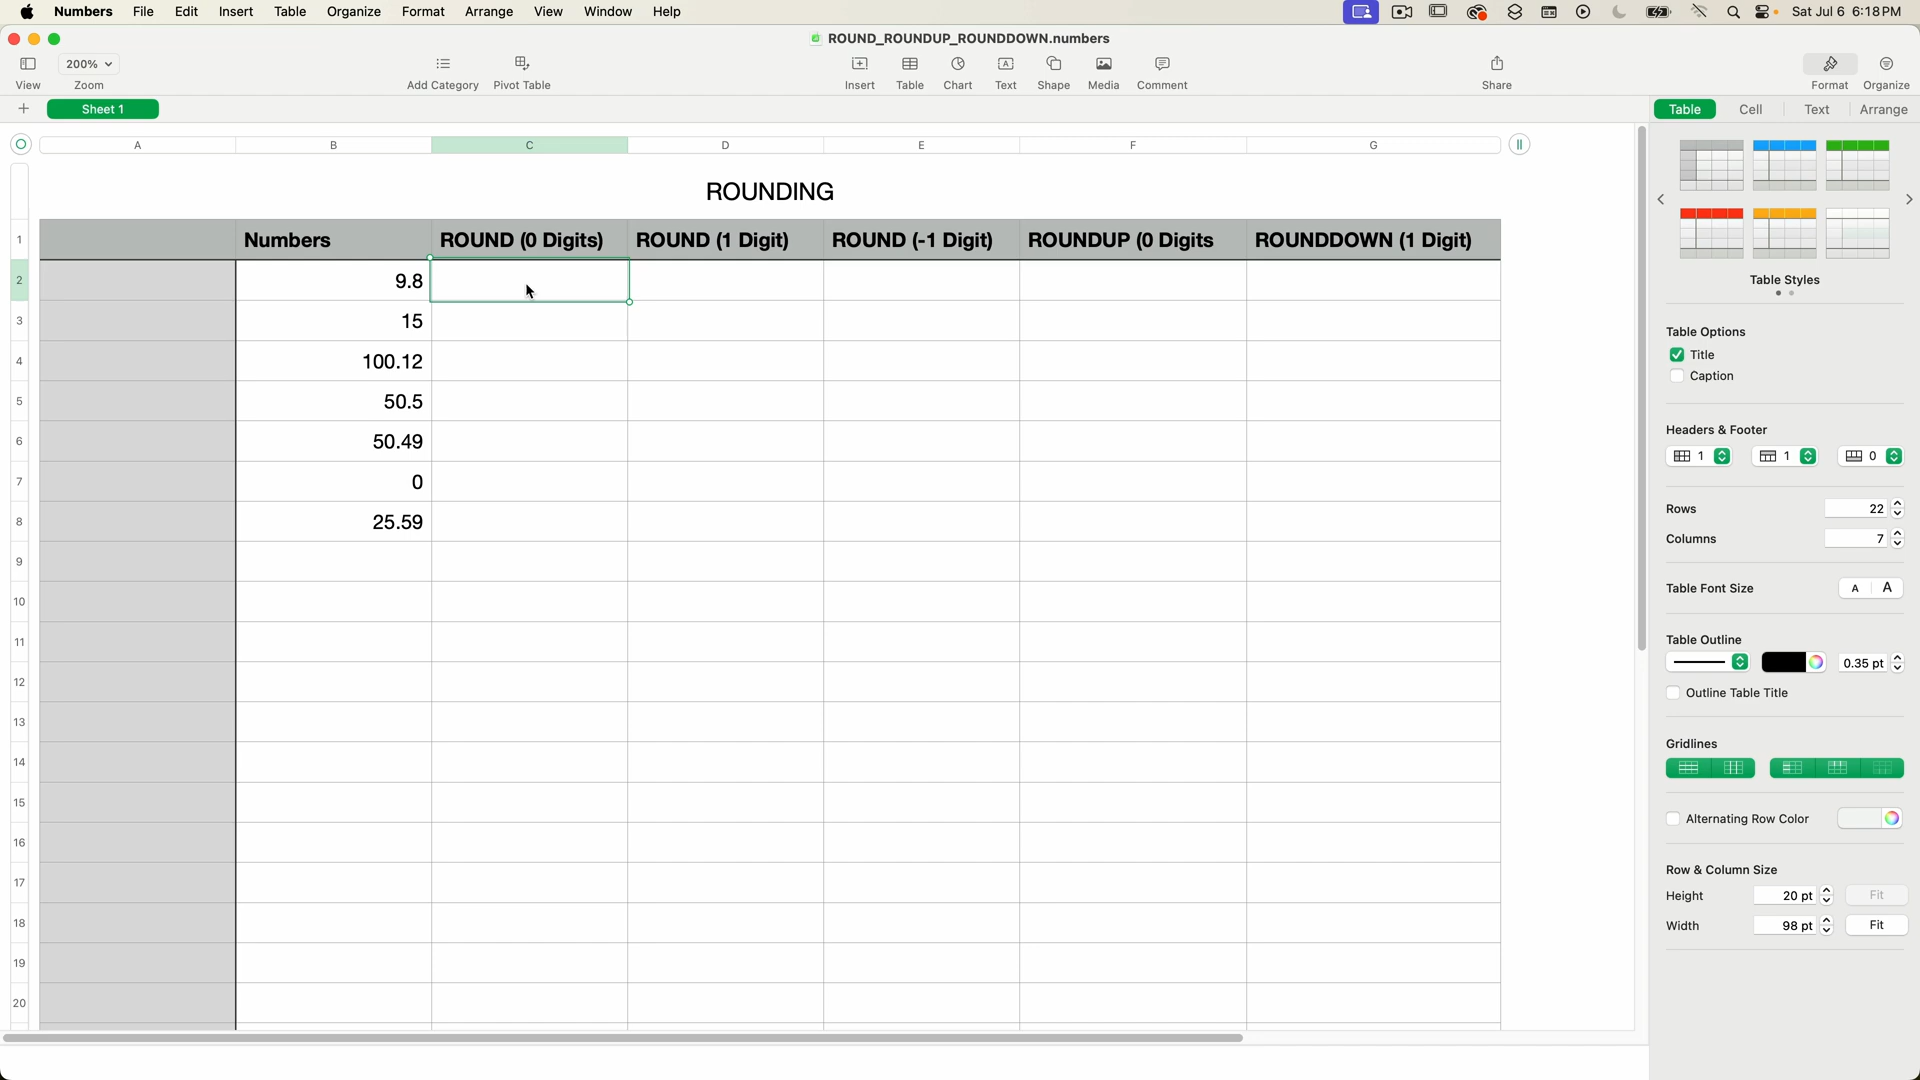 Numbers File Edit Insert Table Organize Format Arrange View Window Help Sat Jul 6 6:18 PM
ROUND_ROUNDUP_ROUNDDOWN.numbers
200%
View Zoom Add Category Pivot Table Insert Table Chart Text Shape Media Comment Share Format Organize
Sheet 1 Table Cell Text Arrange
A B C D E F G
ROUNDING
1 Numbers ROUND (0 Digits) ROUND (1 Digit) ROUND (-1 Digit) ROUNDUP (0 Digits ROUNDDOWN (1 Digit)
2 9.8
3 15
4 100.12
5 50.5
6 50.49
7 0
8 25.59
9
10
11
12
13
14
15
16
17
18
19
20
Table Styles
Table Options
Title
Caption
Headers & Footer
1 1 0
Rows 22
Columns 7
Table Font Size A A
Table Outline
0.35 pt
Outline Table Title
Gridlines
Alternating Row Color
Row & Column Size
Height 20 pt Fit
Width 98 pt Fit